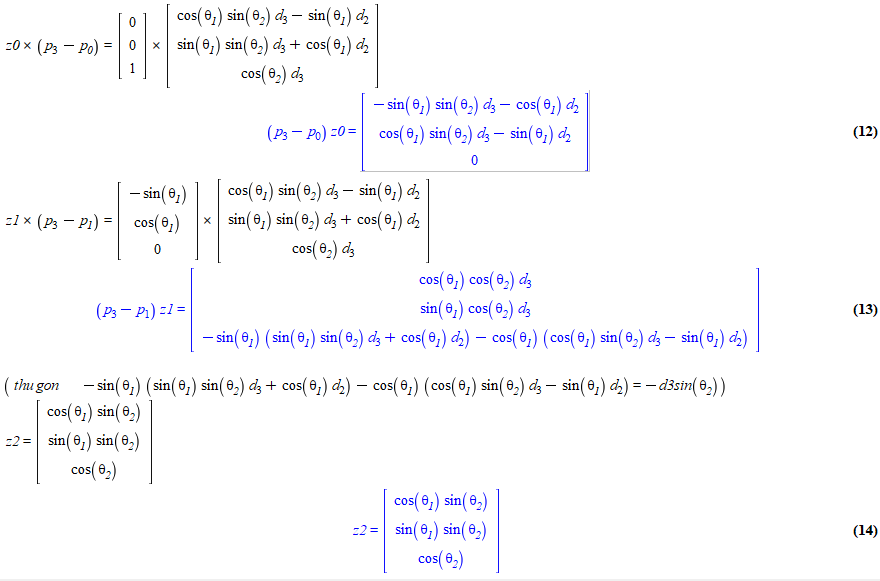 z0 × (p₃ − p₀) = [0; 0; 1] × [cos(θ₁) sin(θ₂) d₃ − sin(θ₁) d₂; sin(θ₁) sin(θ₂) d₃ + cos(θ₁) d₂; cos(θ₂) d₃]
(p₃ − p₀) z0 = [−sin(θ₁) sin(θ₂) d₃ − cos(θ₁) d₂; cos(θ₁) sin(θ₂) d₃ − sin(θ₁) d₂; 0] (12)
z1 × (p₃ − p₁) = [−sin(θ₁); cos(θ₁); 0] × [cos(θ₁) sin(θ₂) d₃ − sin(θ₁) d₂; sin(θ₁) sin(θ₂) d₃ + cos(θ₁) d₂; cos(θ₂) d₃]
(p₃ − p₁) z1 = [cos(θ₁) cos(θ₂) d₃; sin(θ₁) cos(θ₂) d₃; −sin(θ₁) (sin(θ₁) sin(θ₂) d₃ + cos(θ₁) d₂) − cos(θ₁) (cos(θ₁) sin(θ₂) d₃ − sin(θ₁) d₂)] (13)
( thu gon −sin(θ₁) (sin(θ₁) sin(θ₂) d₃ + cos(θ₁) d₂) − cos(θ₁) (cos(θ₁) sin(θ₂) d₃ − sin(θ₁) d₂) = −d3sin(θ₂))
z2 = [cos(θ₁) sin(θ₂); sin(θ₁) sin(θ₂); cos(θ₂)]
z2 = [cos(θ₁) sin(θ₂); sin(θ₁) sin(θ₂); cos(θ₂)] (14)